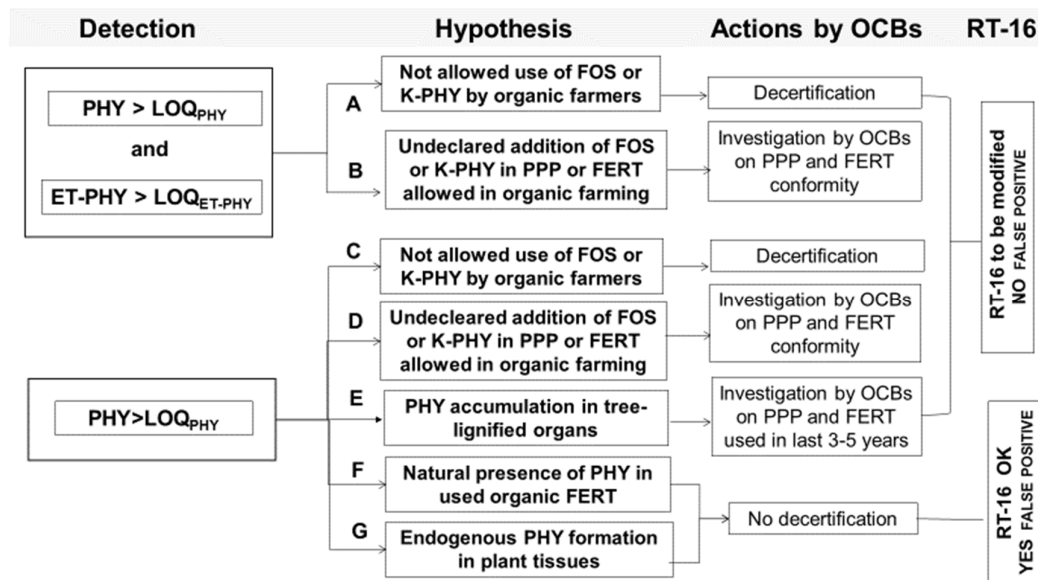 Detection Hypothesis Actions by OCBs RT-16
PHY > LOQPHY
and
ET-PHY > LOQET-PHY
A
Not allowed use of FOS or
K-PHY by organic farmers
Decertification
B
Undeclared addition of FOS
or K-PHY in PPP or FERT
allowed in organic farming
Investigation by OCBs
on PPP and FERT
conformity
RT-16 to be modified
NO FALSE POSITIVE
PHY>LOQPHY
C
Not allowed use of FOS or
K-PHY by organic farmers
Decertification
D
Undecleared addition of FOS
or K-PHY in PPP or FERT
allowed in organic farming
Investigation by OCBs
on PPP and FERT
conformity
E
PHY accumulation in tree-
lignified organs
Investigation by OCBs
on PPP and FERT
used in last 3-5 years
F
Natural presence of PHY in
used organic FERT
G
Endogenous PHY formation
in plant tissues
No decertification
RT-16 OK
YES FALSE POSITIVE